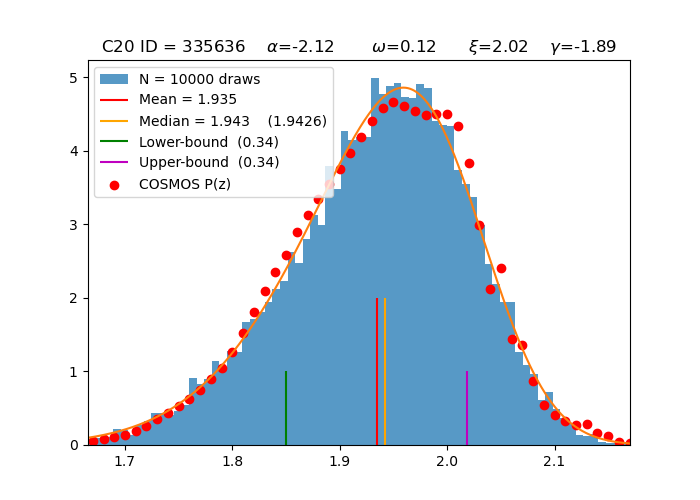 C20 ID = 335636 α=-2.12 ω=0.12 ξ=2.02 γ=-1.89
N = 10000 draws
Mean = 1.935
Median = 1.943 (1.9426)
Lower-bound (0.34)
Upper-bound (0.34)
COSMOS P(z)
5
4
3
2
1
0
1.7 1.8 1.9 2.0 2.1